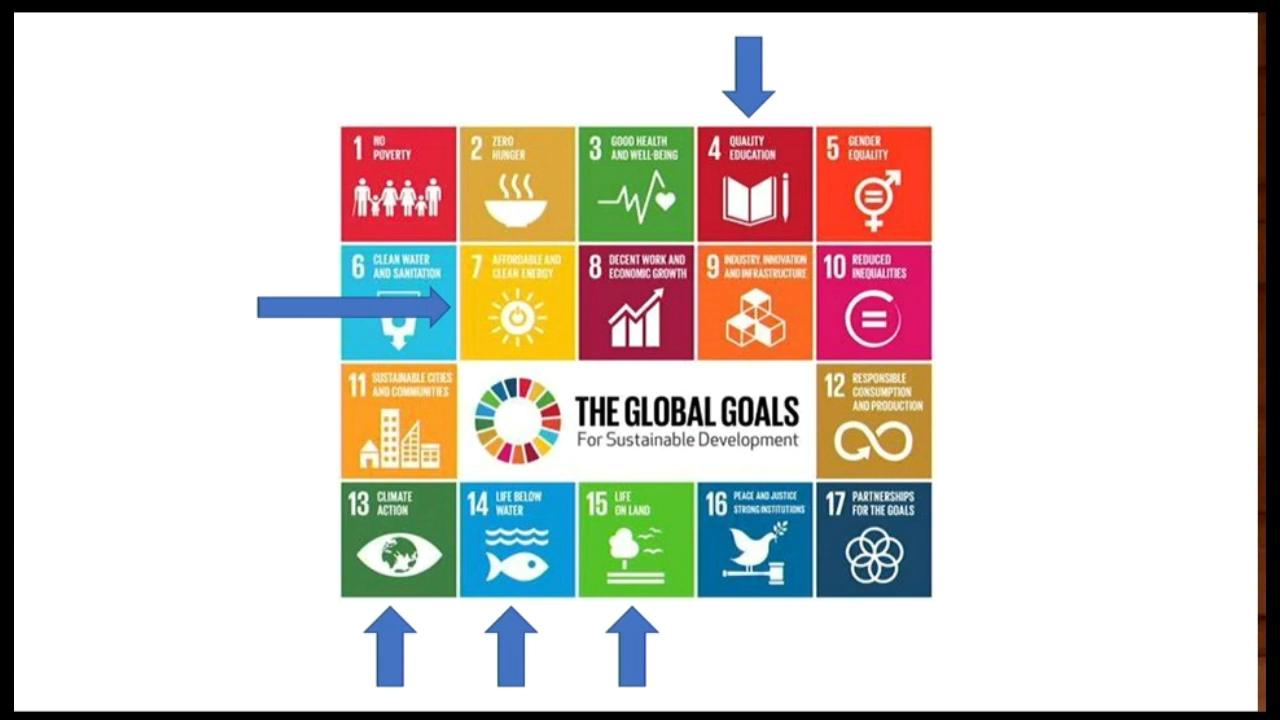 1 NO
POVERTY
2 ZERO
HUNGER
3 GOOD HEALTH
AND WELL-BEING
4 QUALITY
EDUCATION
5 GENDER
EQUALITY
6 CLEAN WATER
AND SANITATION
7 AFFORDABLE AND
CLEAN ENERGY
8 DECENT WORK AND
ECONOMIC GROWTH
9 INDUSTRY, INNOVATION
AND INFRASTRUCTURE
10 REDUCED
INEQUALITIES
11 SUSTAINABLE CITIES
AND COMMUNITIES
THE GLOBAL GOALS
For Sustainable Development
12 RESPONSIBLE
CONSUMPTION
AND PRODUCTION
13 CLIMATE
ACTION
14 LIFE BELOW
WATER
15 LIFE
ON LAND
16 PEACE AND JUSTICE
STRONG INSTITUTIONS
17 PARTNERSHIPS
FOR THE GOALS